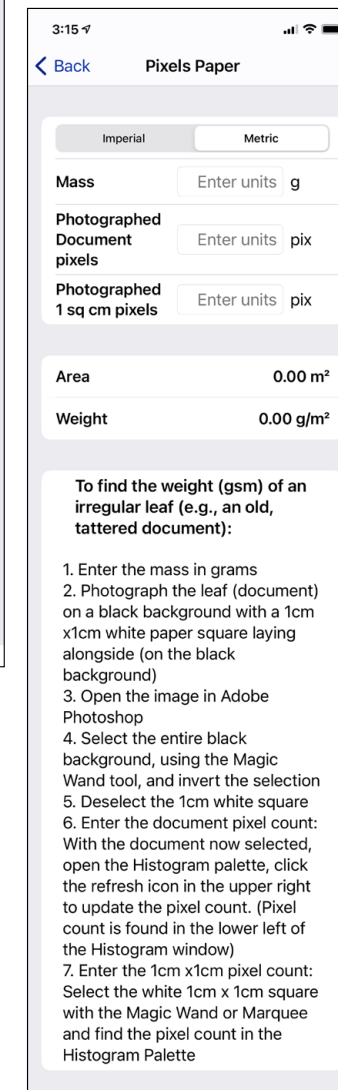 3:15
Back
Pixels Paper
Imperial
Metric
Mass
Enter units g
Photographed
Document
pixels
Enter units pix
Photographed
1 sq cm pixels
Enter units pix
Area
0.00 m²
Weight
0.00 g/m²
To find the weight (gsm) of an
irregular leaf (e.g., an old,
tattered document):
1. Enter the mass in grams
2. Photograph the leaf (document)
on a black background with a 1cm
x1cm white paper square laying
alongside (on the black
background)
3. Open the image in Adobe
Photoshop
4. Select the entire black
background, using the Magic
Wand tool, and invert the selection
5. Deselect the 1cm white square
6. Enter the document pixel count:
With the document now selected,
open the Histogram palette, click
the refresh icon in the upper right
to update the pixel count. (Pixel
count is found in the lower left of
the Histogram window)
7. Enter the 1cm x1cm pixel count:
Select the white 1cm x 1cm square
with the Magic Wand or Marquee
and find the pixel count in the
Histogram Palette